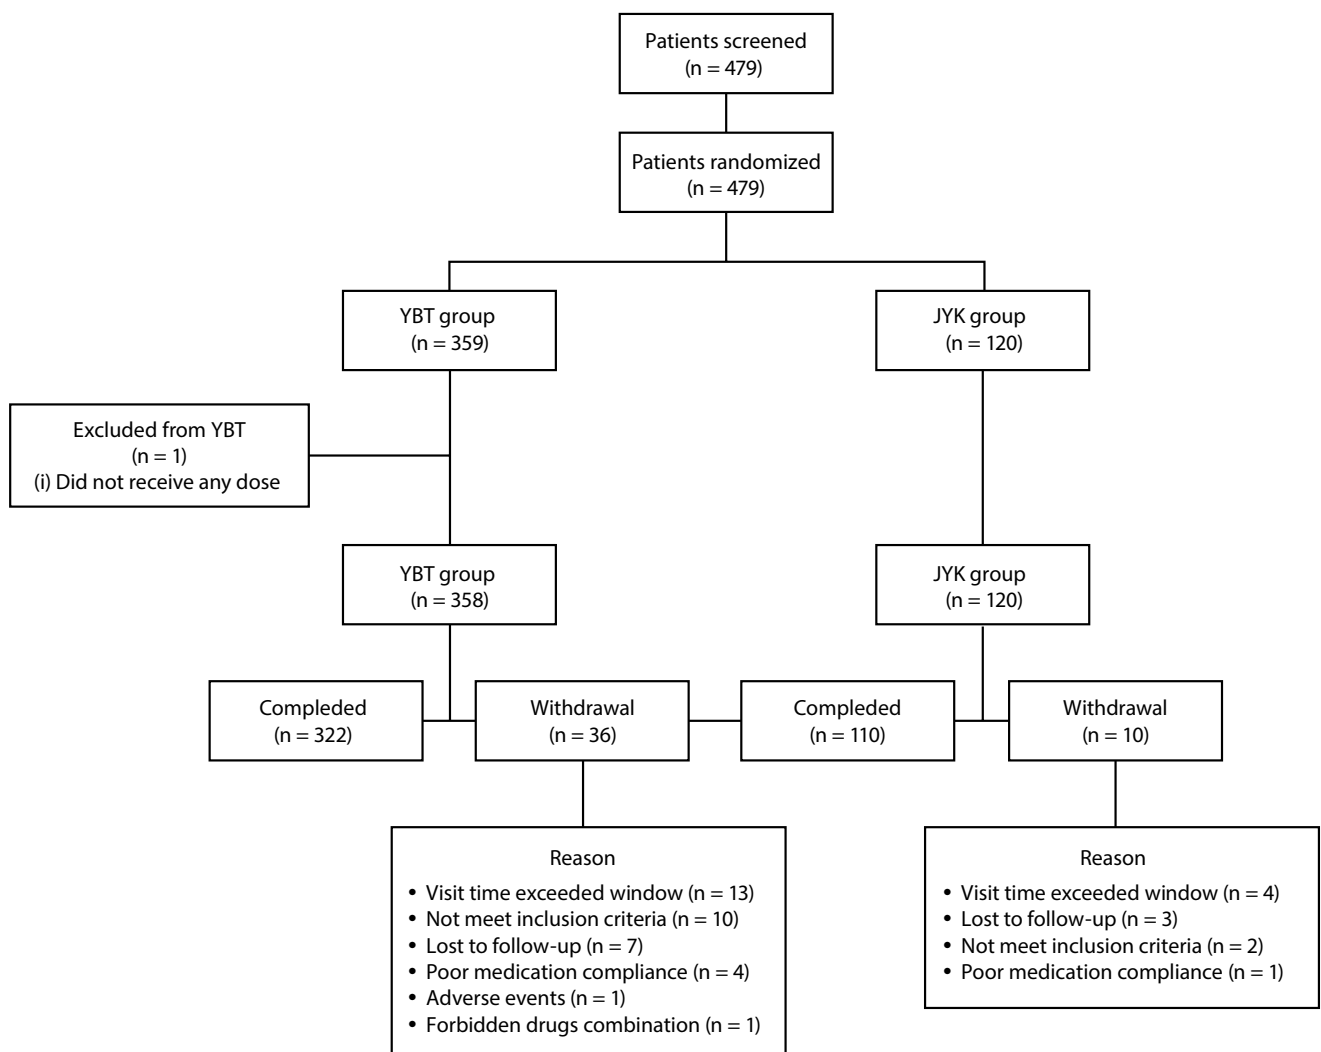 Patients screened
(n = 479)
Patients randomized
(n = 479)
YBT group
(n = 359)
JYK group
(n = 120)
Excluded from YBT
(n = 1)
(i) Did not receive any dose
YBT group
(n = 358)
JYK group
(n = 120)
Compleded
(n = 322)
Withdrawal
(n = 36)
Compleded
(n = 110)
Withdrawal
(n = 10)
Reason
• Visit time exceeded window (n = 13)
• Not meet inclusion criteria (n = 10)
• Lost to follow-up (n = 7)
• Poor medication compliance (n = 4)
• Adverse events (n = 1)
• Forbidden drugs combination (n = 1)
Reason
• Visit time exceeded window (n = 4)
• Lost to follow-up (n = 3)
• Not meet inclusion criteria (n = 2)
• Poor medication compliance (n = 1)